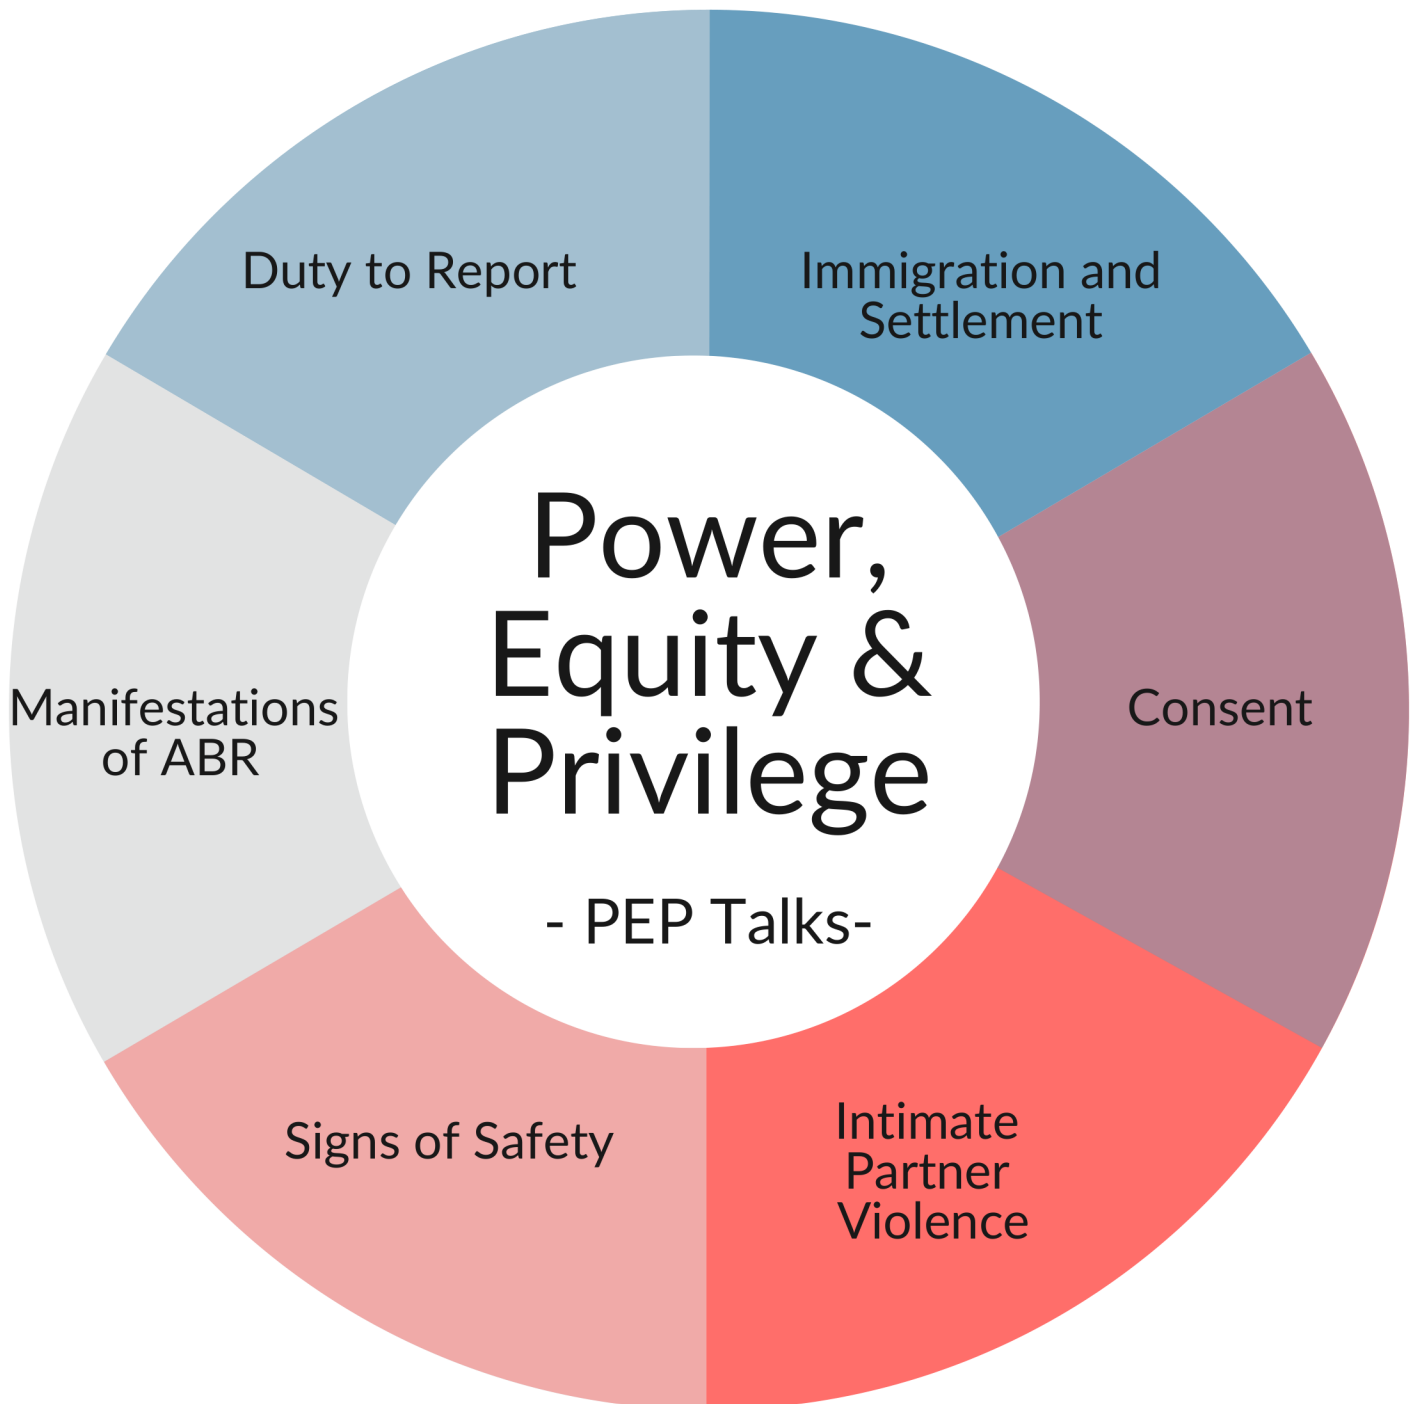 Duty to Report
Immigration and
Settlement
Power,
Equity &
Privilege
- PEP Talks-
Manifestations
of ABR
Consent
Signs of Safety
Intimate
Partner
Violence